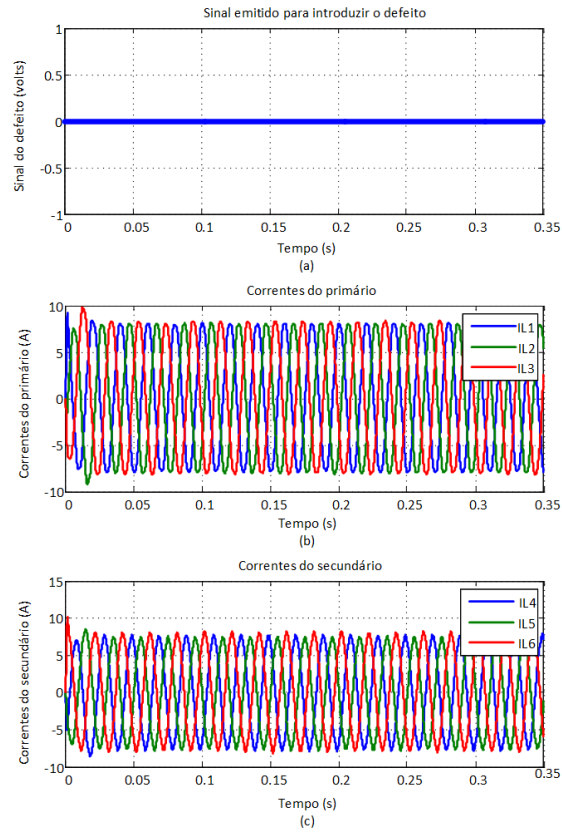 Sinal emitido para introduzir o defeito
Sinal do defeito (volts)
1
0.5
0
-0.5
-1
0 0.05 0.1 0.15 0.2 0.25 0.3 0.35
Tempo (s)
(a)
Correntes do primário
Correntes do primário (A)
10
5
0
-5
-10
IL1
IL2
IL3
0 0.05 0.1 0.15 0.2 0.25 0.3 0.35
Tempo (s)
(b)
Correntes do secundário
Correntes do secundário (A)
15
10
5
0
-5
-10
IL4
IL5
IL6
0 0.05 0.1 0.15 0.2 0.25 0.3 0.35
Tempo (s)
(c)